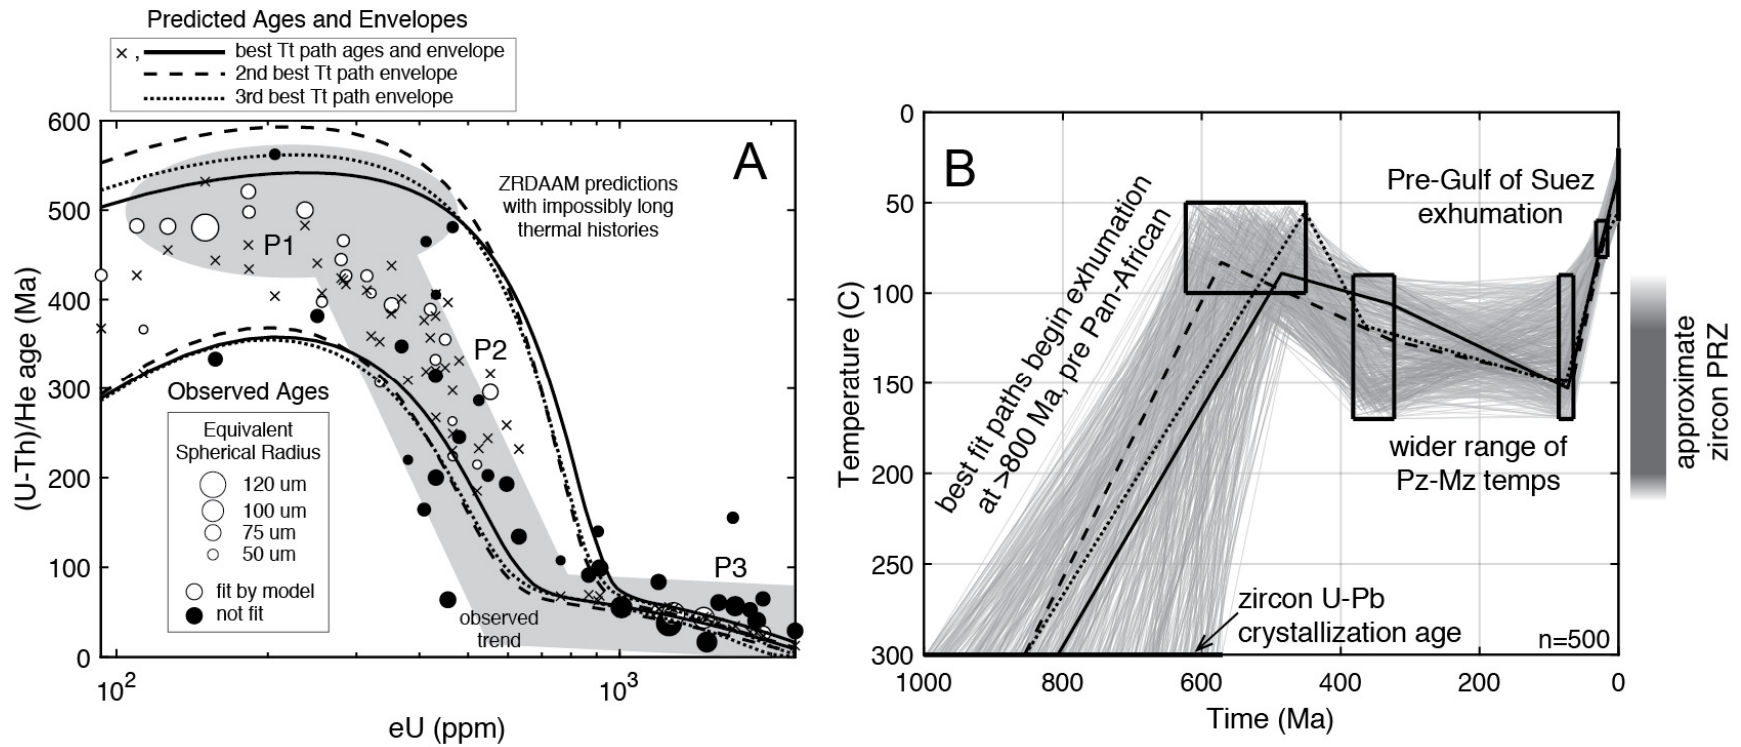 Predicted Ages and Envelopes
× , best Tt path ages and envelope
2nd best Tt path envelope
3rd best Tt path envelope
600
500
400
300
200
100
0
(U-Th)/He age (Ma)
A
ZRDAAM predictions
with impossibly long
thermal histories
P1
P2
P3
Observed Ages
Equivalent
Spherical Radius
120 um
100 um
75 um
50 um
fit by model
not fit
observed
trend
10²
10³
eU (ppm)
0
50
100
150
200
250
300
Temperature (C)
B
best fit paths begin exhumation
at >800 Ma, pre Pan-African
Pre-Gulf of Suez
exhumation
wider range of
Pz-Mz temps
zircon U-Pb
crystallization age
n=500
1000
800
600
400
200
0
Time (Ma)
approximate
zircon PRZ